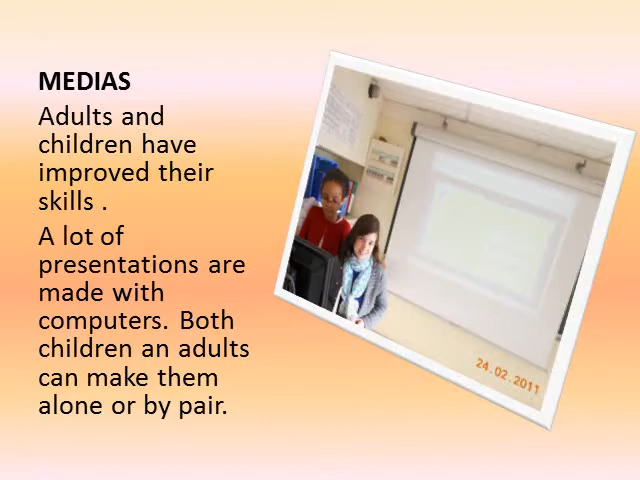 MEDIAS
Adults and
children have
improved their
skills .
A lot of
presentations are
made with
computers. Both
children an adults
can make them
alone or by pair.
24.02.2011